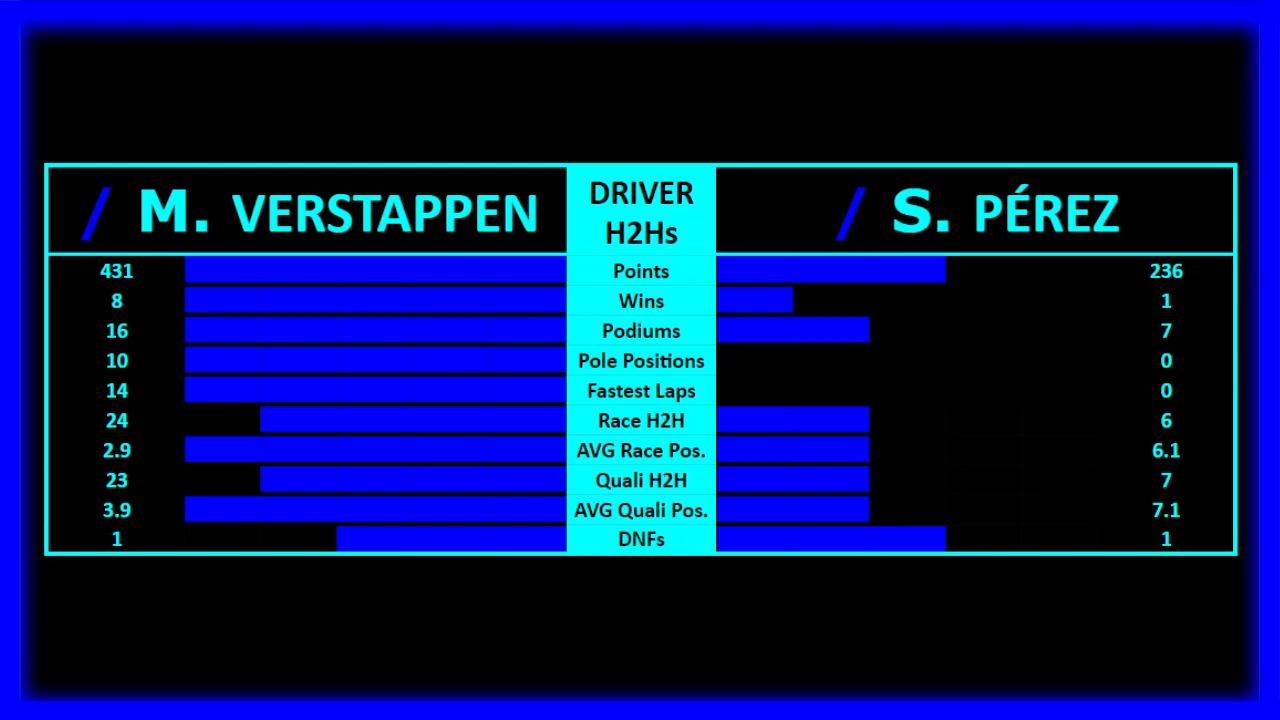 / M. VERSTAPPEN DRIVER H2Hs / S. PÉREZ
431 Points 236
8 Wins 1
16 Podiums 7
10 Pole Positions 0
14 Fastest Laps 0
24 Race H2H 6
2.9 AVG Race Pos. 6.1
23 Quali H2H 7
3.9 AVG Quali Pos. 7.1
1 DNFs 1